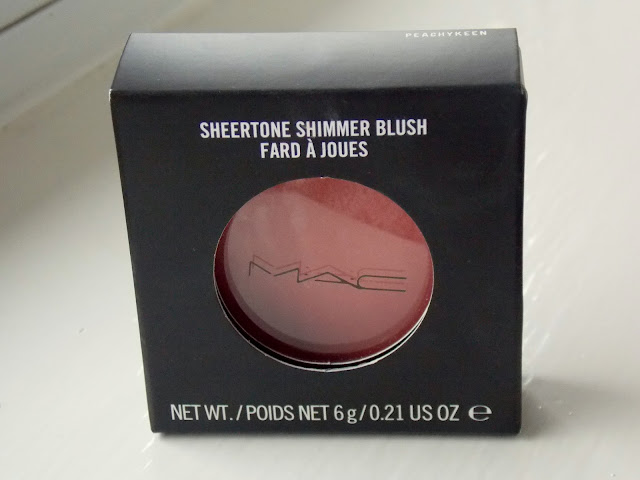 PEACHYKEEN
SHEERTONE SHIMMER BLUSH
FARD À JOUES
MAC
NET WT./POIDS NET 6 g/0.21 US OZ ℮